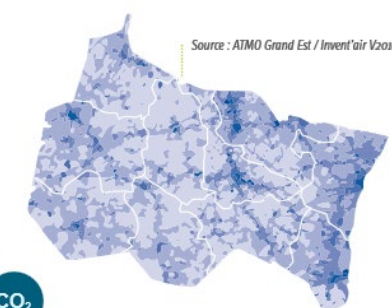 Source : ATMO Grand Est / Invent'air
CO₂